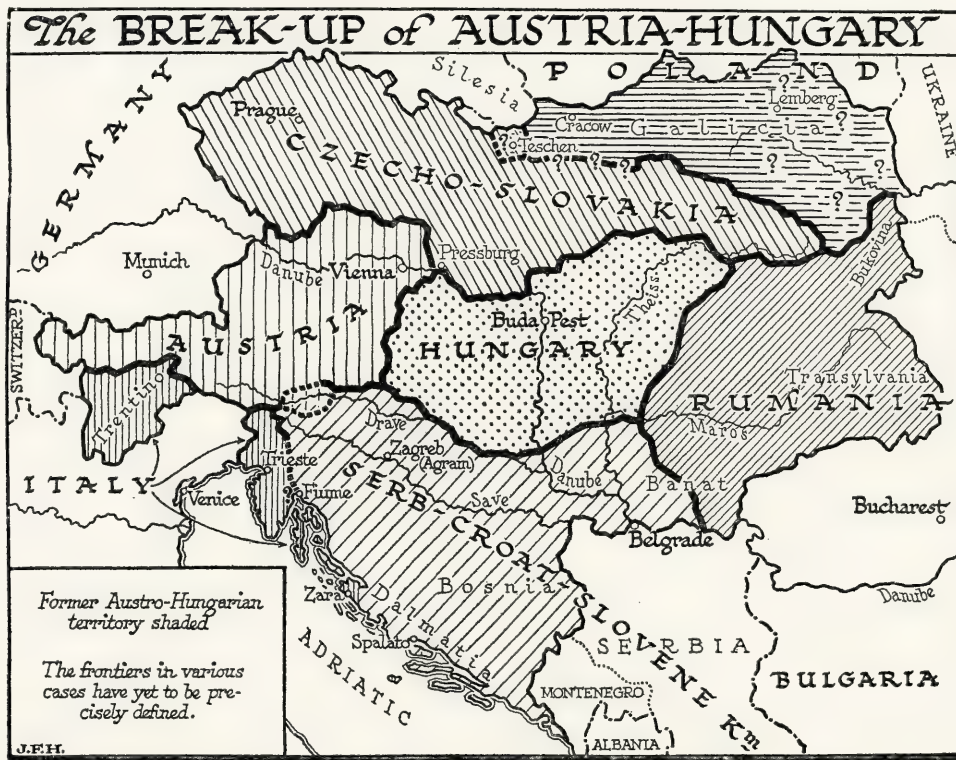 The BREAK-UP of AUSTRIA-HUNGARY
GERMANY
Silesia
POLAND
UKRAINE
Prague
Cracow
Lemberg
Galicia
Teschen
?
?
?
?
?
?
?
?
?
CZECHO-SLOVAKIA
Munich
Danube
Vienna
Pressburg
Bukovina
SWITZERD.
AUSTRIA
Buda Pest
Theiss
HUNGARY
Transylvania
RUMANIA
Maros
Trentino
Drave
Zagreb
(Agram)
Danube
Banat
ITALY
Venice
Trieste
Fiume
Save
SERB-CROAT-SLOVENE Km
Belgrade
Bucharest
Danube
Bosnia
Zara
Dalmatia
Spalato
ADRIATIC
SERBIA
MONTENEGRO
ALBANIA
BULGARIA
Former Austro-Hungarian
territory shaded
The frontiers in various
cases have yet to be pre-
cisely defined.
J.F.H.